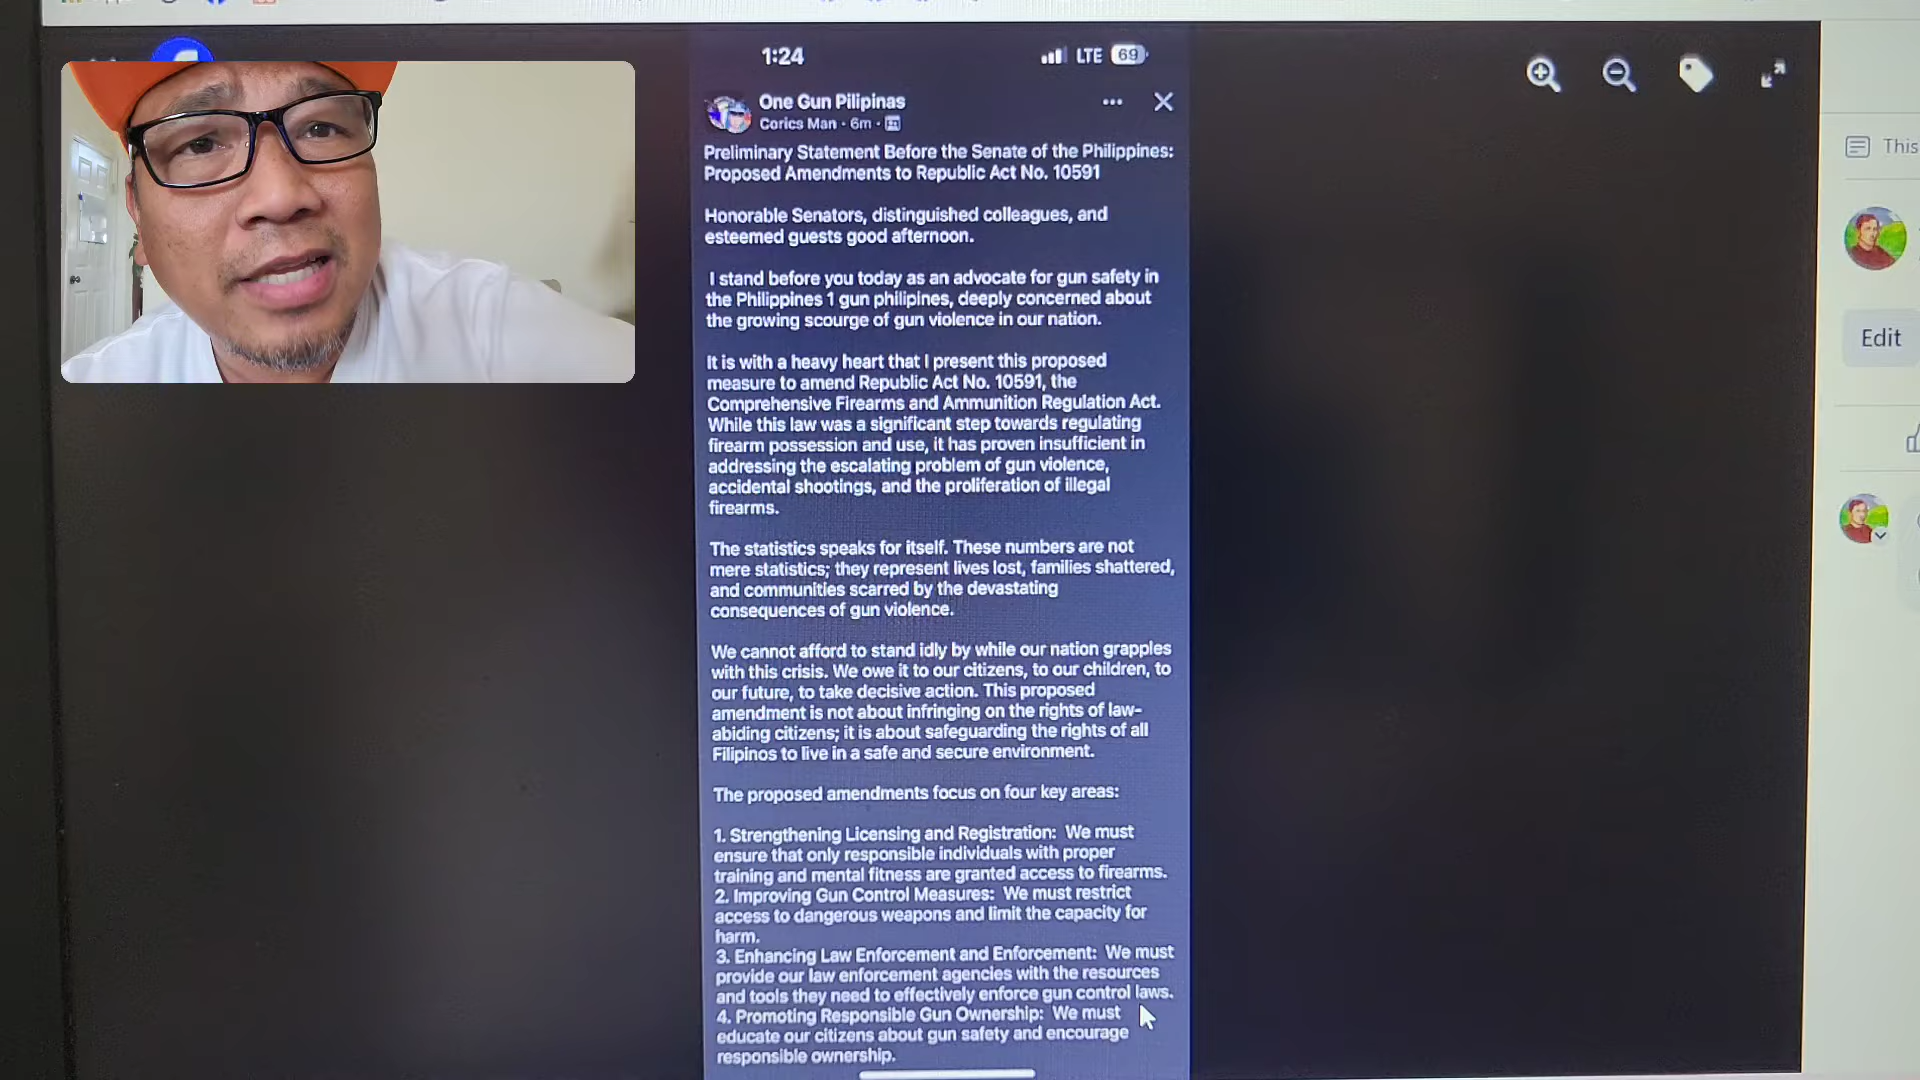 1:24
LTE 69
One Gun Pilipinas
Corics Man · 6m ·
Preliminary Statement Before the Senate of the Philippines:
Proposed Amendments to Republic Act No. 10591
Honorable Senators, distinguished colleagues, and
esteemed guests good afternoon.
I stand before you today as an advocate for gun safety in
the Philippines 1 gun philipines, deeply concerned about
the growing scourge of gun violence in our nation.
It is with a heavy heart that I present this proposed
measure to amend Republic Act No. 10591, the
Comprehensive Firearms and Ammunition Regulation Act.
While this law was a significant step towards regulating
firearm possession and use, it has proven insufficient in
addressing the escalating problem of gun violence,
accidental shootings, and the proliferation of illegal
firearms.
The statistics speaks for itself. These numbers are not
mere statistics; they represent lives lost, families shattered,
and communities scarred by the devastating
consequences of gun violence.
We cannot afford to stand idly by while our nation grapples
with this crisis. We owe it to our citizens, to our children, to
our future, to take decisive action. This proposed
amendment is not about infringing on the rights of law-
abiding citizens; it is about safeguarding the rights of all
Filipinos to live in a safe and secure environment.
The proposed amendments focus on four key areas:
1. Strengthening Licensing and Registration: We must
ensure that only responsible individuals with proper
training and mental fitness are granted access to firearms.
2. Improving Gun Control Measures: We must restrict
access to dangerous weapons and limit the capacity for
harm.
3. Enhancing Law Enforcement and Enforcement: We must
provide our law enforcement agencies with the resources
and tools they need to effectively enforce gun control laws.
4. Promoting Responsible Gun Ownership: We must
educate our citizens about gun safety and encourage
responsible ownership.
This
Edit